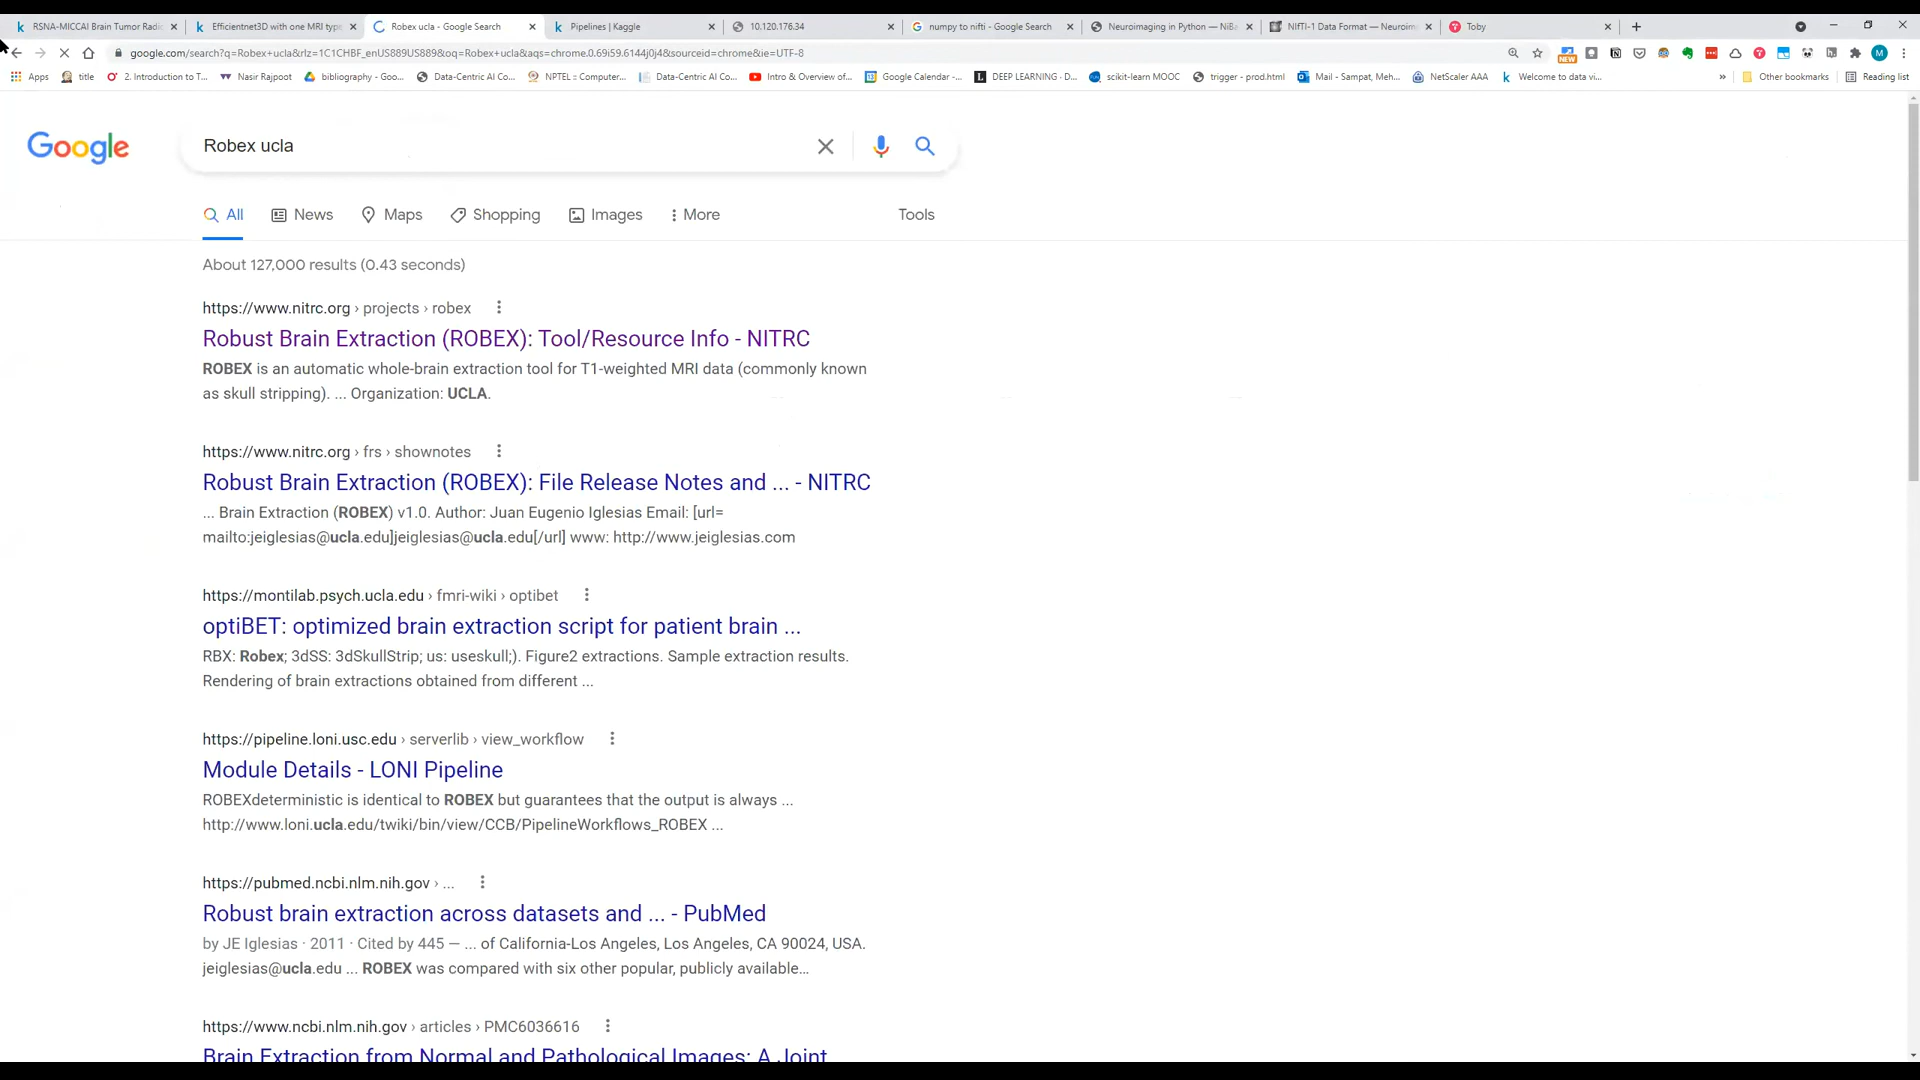 RSNA-MICCAI Brain Tumor Radi
Efficientnet3D with one MRI type
Robex ucla - Google Search
Pipelines | Kaggle
10.120.176.34
numpy to nifti - Google Search
Neuroimaging in Python — NiBa
NIfTI-1 Data Format — Neuroim
Toby
google.com/search?q=Robex+ucla&rlz=1C1CHBF_enUS889US889&oq=Robex+ucla&aqs=chrome.0.69i59.6144j0j4&sourceid=chrome&ie=UTF-8
NEW
M
Apps
title
2. Introduction to T...
Nasir Rajpoot
bibliography - Goo...
Data-Centric AI Co...
NPTEL :: Computer...
Data-Centric AI Co...
Intro & Overview of...
Google Calendar -...
DEEP LEARNING · D...
scikit-learn MOOC
trigger - prod.html
Mail - Sampat, Meh...
NetScaler AAA
Welcome to data vi...
»
Other bookmarks
Reading list
Google
Robex ucla
All
News
Maps
Shopping
Images
More
Tools
About 127,000 results (0.43 seconds)
https://www.nitrc.org › projects › robex
Robust Brain Extraction (ROBEX): Tool/Resource Info - NITRC
ROBEX is an automatic whole-brain extraction tool for T1-weighted MRI data (commonly known
as skull stripping). ... Organization: UCLA.
https://www.nitrc.org › frs › shownotes
Robust Brain Extraction (ROBEX): File Release Notes and ... - NITRC
... Brain Extraction (ROBEX) v1.0. Author: Juan Eugenio Iglesias Email: [url=
mailto:jeiglesias@ucla.edu]jeiglesias@ucla.edu[/url] www: http://www.jeiglesias.com
https://montilab.psych.ucla.edu › fmri-wiki › optibet
optiBET: optimized brain extraction script for patient brain ...
RBX: Robex; 3dSS: 3dSkullStrip; us: useskull;). Figure2 extractions. Sample extraction results.
Rendering of brain extractions obtained from different ...
https://pipeline.loni.usc.edu › serverlib › view_workflow
Module Details - LONI Pipeline
ROBEXdeterministic is identical to ROBEX but guarantees that the output is always ...
http://www.loni.ucla.edu/twiki/bin/view/CCB/PipelineWorkflows_ROBEX ...
https://pubmed.ncbi.nlm.nih.gov › ...
Robust brain extraction across datasets and ... - PubMed
by JE Iglesias · 2011 · Cited by 445 — ... of California-Los Angeles, Los Angeles, CA 90024, USA.
jeiglesias@ucla.edu ... ROBEX was compared with six other popular, publicly available...
https://www.ncbi.nlm.nih.gov › articles › PMC6036616
Brain Extraction from Normal and Pathological Images: A Joint